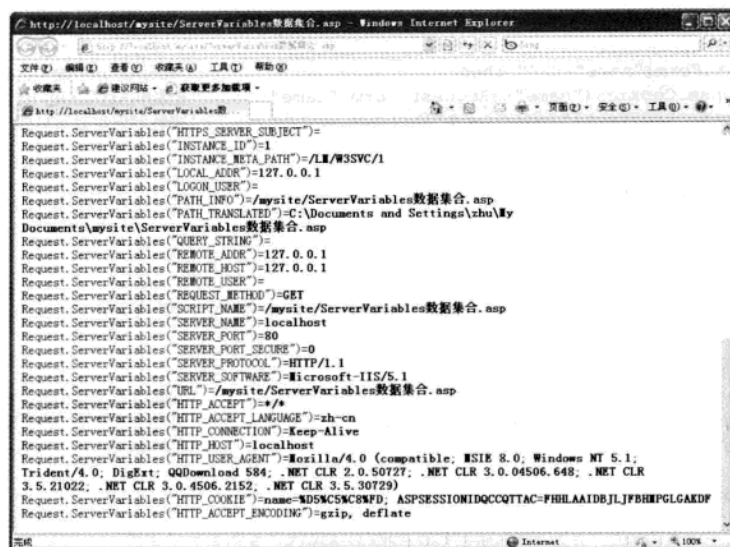 http://localhost/mysite/ServerVariables数据集合.asp - Windows Internet Explorer
文件(F) 编辑(E) 查看(V) 收藏夹(A) 工具(T) 帮助(H)
收藏夹 建议网站 获取更多加载项
http://localhost/mysite/ServerVariables数... 页面(P) 安全(S) 工具(O)
Request.ServerVariables("HTTPS_SERVER_SUBJECT")=
Request.ServerVariables("INSTANCE_ID")=1
Request.ServerVariables("INSTANCE_META_PATH")=/LM/W3SVC/1
Request.ServerVariables("LOCAL_ADDR")=127.0.0.1
Request.ServerVariables("LOGON_USER")=
Request.ServerVariables("PATH_INFO")=/mysite/ServerVariables数据集合.asp
Request.ServerVariables("PATH_TRANSLATED")=C:\Documents and Settings\zhu\My
Documents\mysite\ServerVariables数据集合.asp
Request.ServerVariables("QUERY_STRING")=
Request.ServerVariables("REMOTE_ADDR")=127.0.0.1
Request.ServerVariables("REMOTE_HOST")=127.0.0.1
Request.ServerVariables("REMOTE_USER")=
Request.ServerVariables("REQUEST_METHOD")=GET
Request.ServerVariables("SCRIPT_NAME")=/mysite/ServerVariables数据集合.asp
Request.ServerVariables("SERVER_NAME")=localhost
Request.ServerVariables("SERVER_PORT")=80
Request.ServerVariables("SERVER_PORT_SECURE")=0
Request.ServerVariables("SERVER_PROTOCOL")=HTTP/1.1
Request.ServerVariables("SERVER_SOFTWARE")=Microsoft-IIS/5.1
Request.ServerVariables("URL")=/mysite/ServerVariables数据集合.asp
Request.ServerVariables("HTTP_ACCEPT")=*/*
Request.ServerVariables("HTTP_ACCEPT_LANGUAGE")=zh-cn
Request.ServerVariables("HTTP_CONNECTION")=Keep-Alive
Request.ServerVariables("HTTP_HOST")=localhost
Request.ServerVariables("HTTP_USER_AGENT")=Mozilla/4.0 (compatible; MSIE 8.0; Windows NT 5.1;
Trident/4.0; DigExt; QQDownload 584; .NET CLR 2.0.50727; .NET CLR 3.0.04506.648; .NET CLR
3.5.21022; .NET CLR 3.0.4506.2152; .NET CLR 3.5.30729)
Request.ServerVariables("HTTP_COOKIE")=name=%D5%C5%C8%FD; ASPSESSIONIDQCCQTTAC=FHHLAAIDBJLJFBHMPGLGAKDF
Request.ServerVariables("HTTP_ACCEPT_ENCODING")=gzip, deflate
完成 Internet 100%